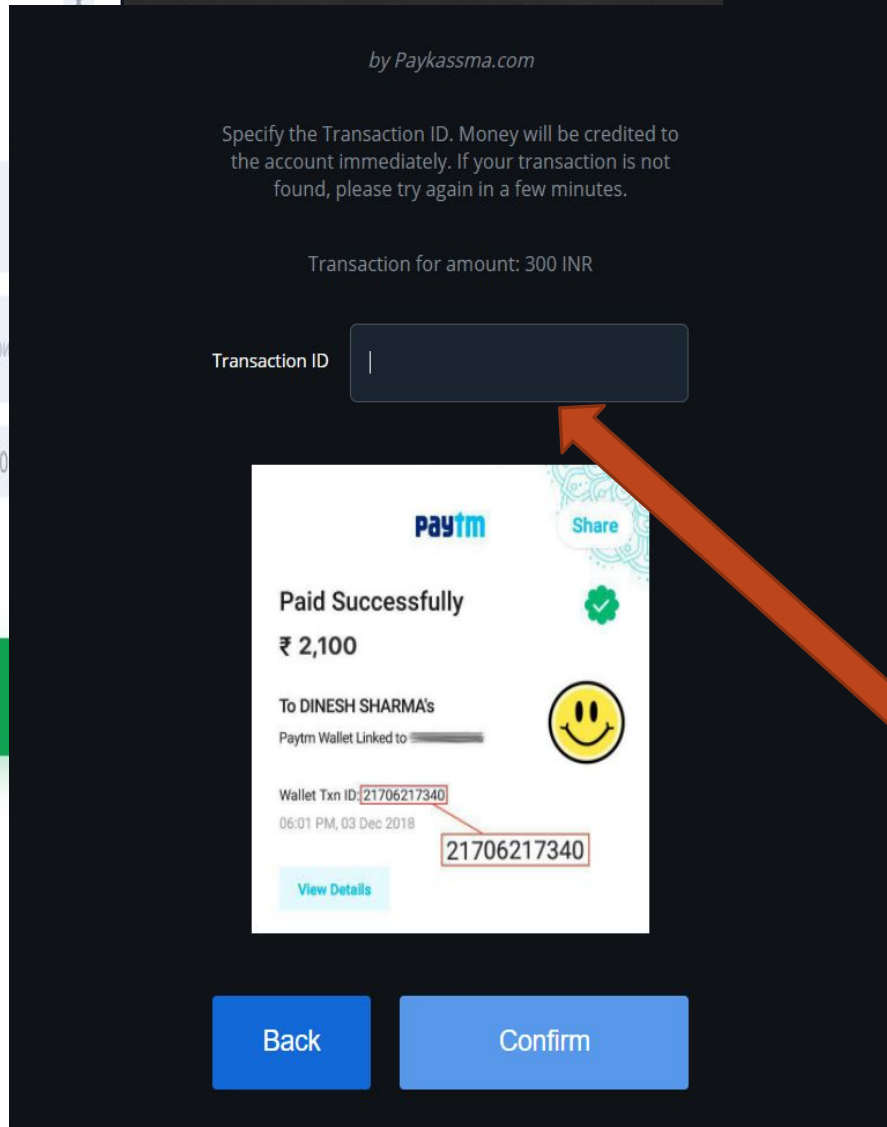 by Paykassma.com
Specify the Transaction ID. Money will be credited to
the account immediately. If your transaction is not
found, please try again in a few minutes.
Transaction for amount: 300 INR
Transaction ID
paytm
Share
Paid Successfully
₹ 2,100
To DINESH SHARMA's
Paytm Wallet Linked to
Wallet Txn ID: 21706217340
06:01 PM, 03 Dec 2018
21706217340
View Details
Back
Confirm